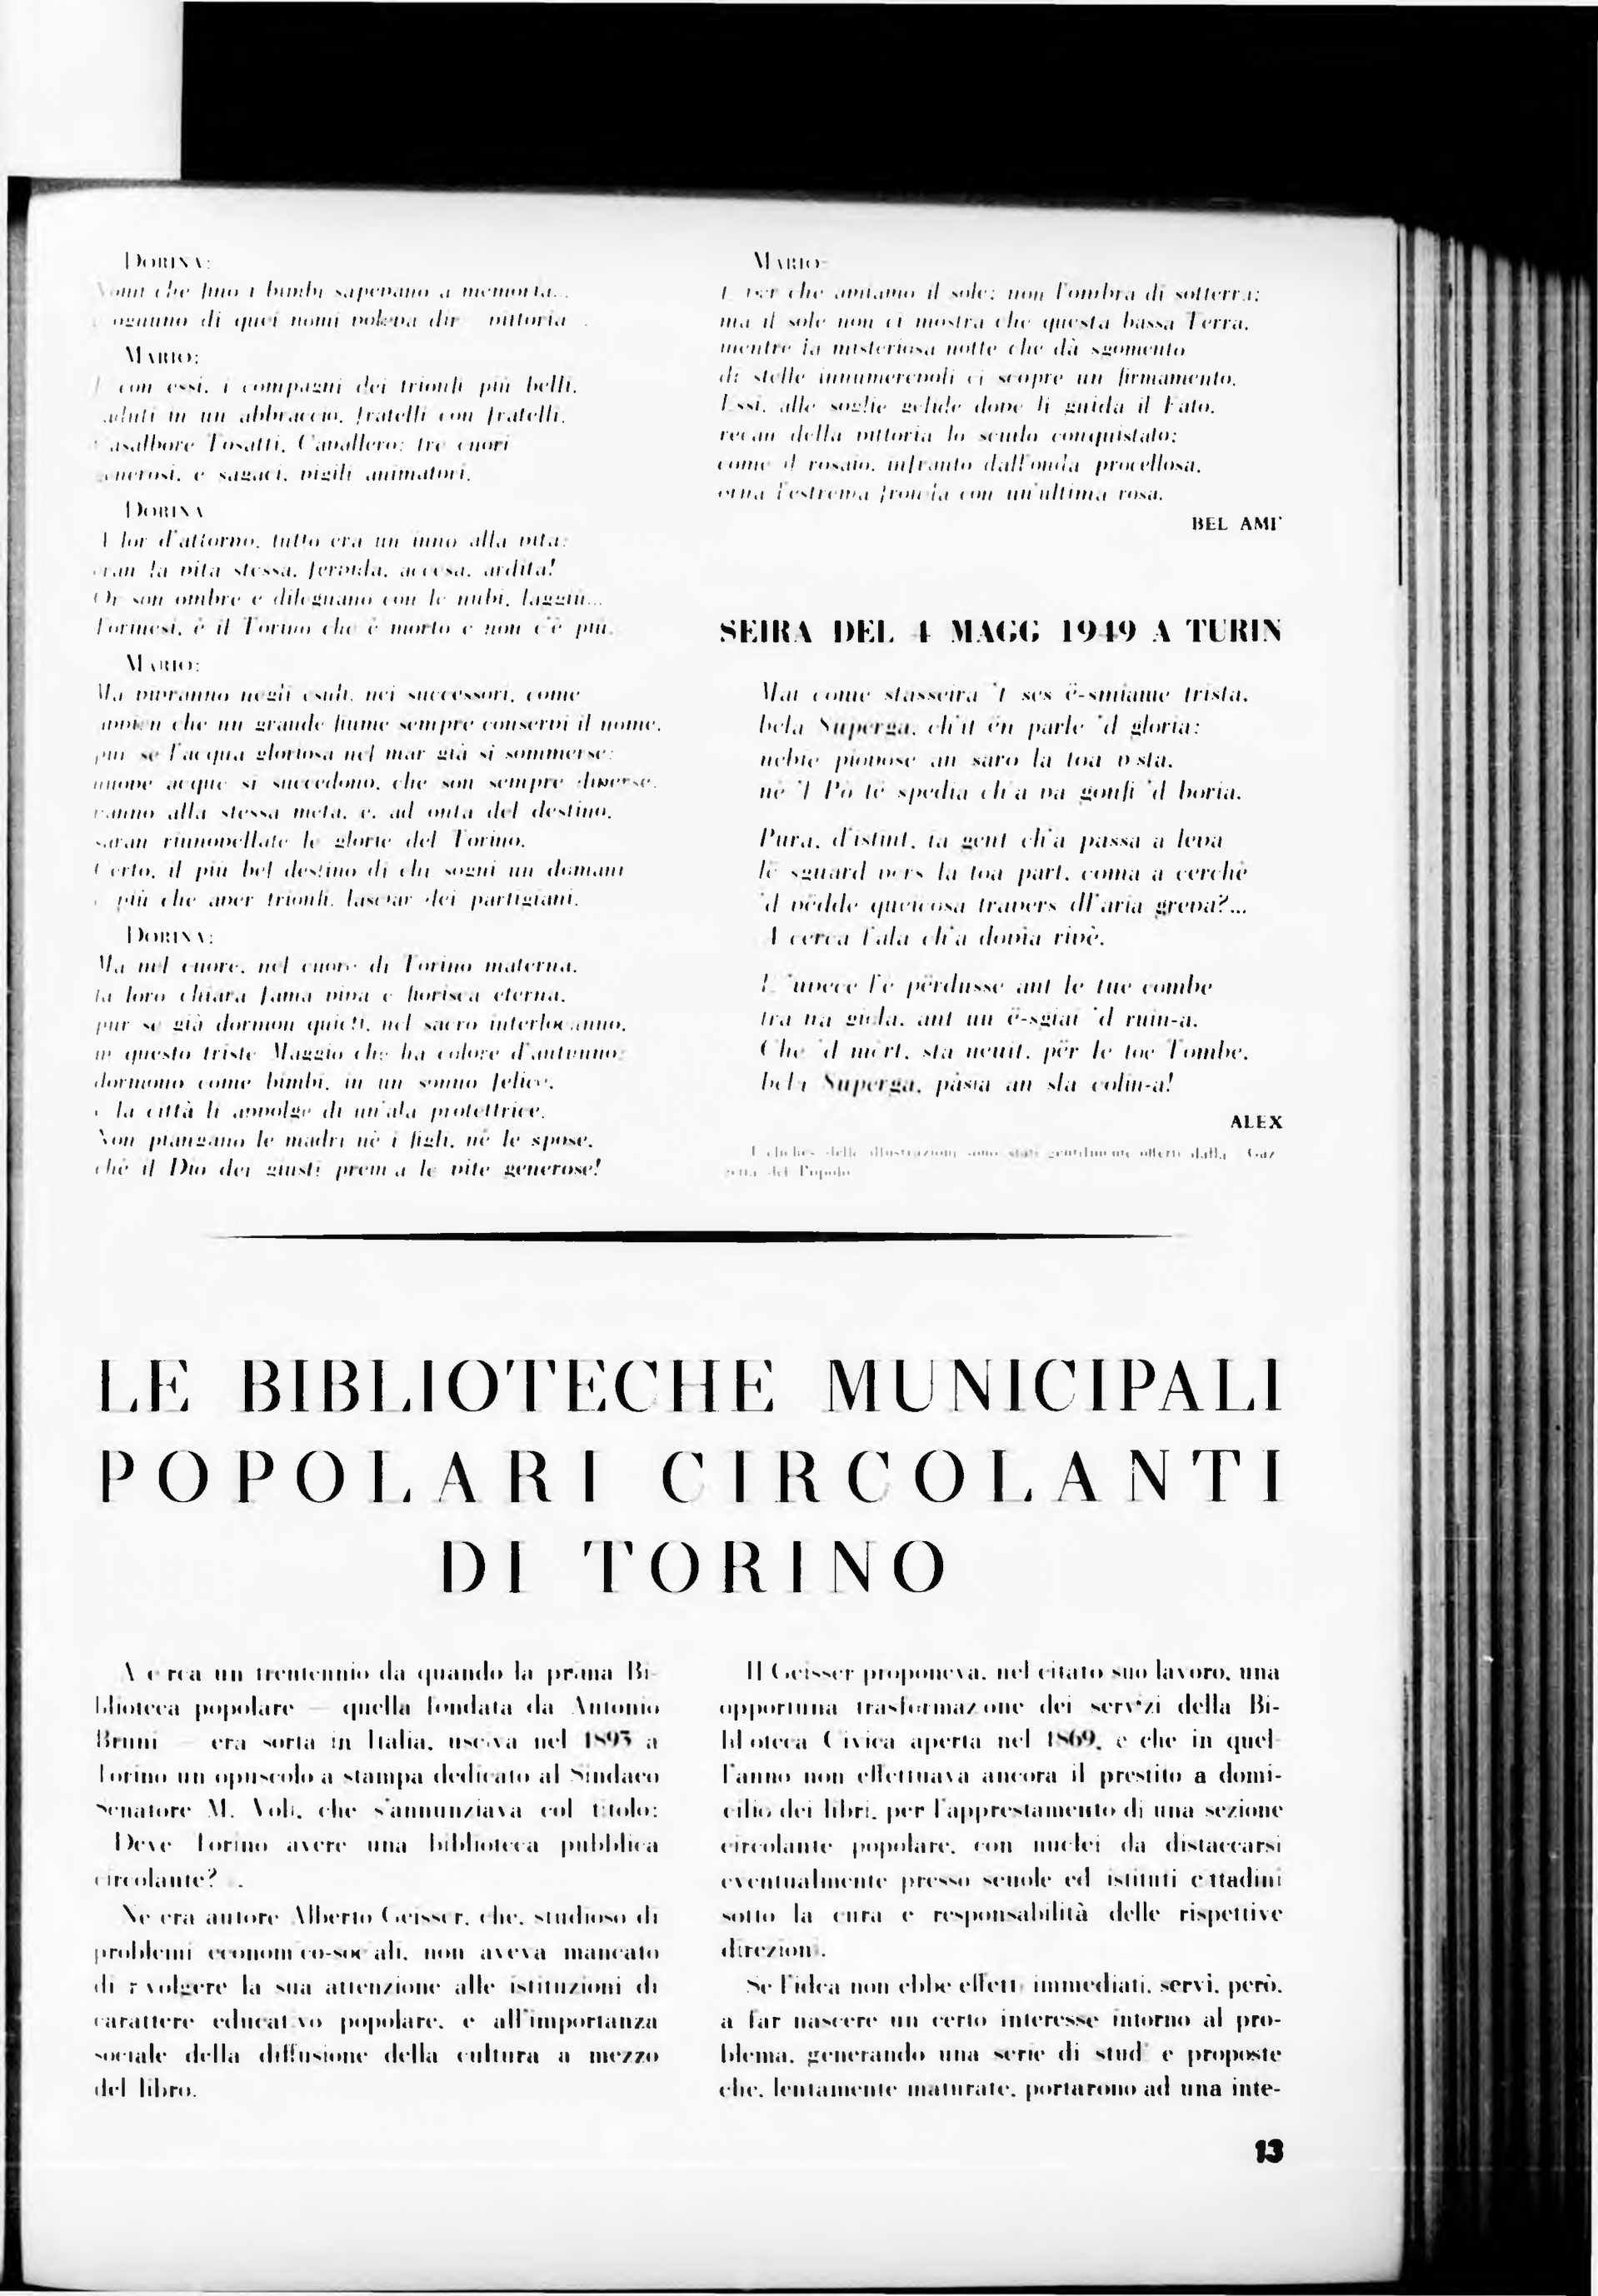 DORINA:
Nomi che fino i bimbi sapevano a memoria...
ognuno di quei nomi voleva dir vittoria.
MARIO:
E con essi, i compagni dei trionfi più belli,
caduti in un abbraccio, fratelli con fratelli,
Casalbore Tosatti, Cavallero: tre cuori
generosi, e sagaci, vigili animatori.
DORINA
A lor d'attorno, tutto era un inno alla vita:
eran la vita stessa, fervida, accesa, ardita!
Or son ombre e dileguano con le nubi, laggiù...
Torinesi, è il Torino che è morto e non c'è più.
MARIO:
Ma vivranno negli esuli, nei successori, come
avvien che un grande fiume sempre conservi il nome,
pur se l'acqua gloriosa nel mar già si sommerse:
nuove acque si succedono, che son sempre diverse,
vanno alla stessa meta, e, ad onta del destino,
saran rinnovellate le glorie del Torino.
Certo, il più bel destino di chi sogni un domani
è più che aver trionfi, lasciar dei partigiani.
DORINA:
Ma nel cuore, nel cuore di Torino materna,
la loro chiara fama viva e fiorisca eterna,
pur se già dormon quieti, nel sacro
in questo triste Maggio che ha colore d'autunno:
dormono come bimbi, in un sonno felice,
e la città li avvolge di un'ala protettrice.
Non piangano le madri nè i figli, nè le spose,
chè il Dio dei giusti premia le vite generose!
MARIO
È ver che amiamo il sole; non l'ombra di sotterra;
ma il sole non ci mostra che questa bassa Terra,
mentre la misteriosa notte che dà sgomento
di stelle innumerevoli ci scopre un firmamento.
Essi, alle soglie gelide dove li guida il Fato,
recan della vittoria lo scudo conquistato;
come il rosaio, infranto dall'onda procellosa,
orna l'estrema fronda con un'ultima rosa.
BEL AMI'
SEIRA DEL 4 MAGG 1949 A TURIN
Mai come stasseira 't ses ë-smiame trista,
bela Superga, ch'it ën parle 'd gloria:
nebie piovose an saro la toa vista,
nè 'l Pò të spedia ch'a va gonfi 'd boria.
Pura, d'istint, la gent ch'a passa a leva
lë sguard vers la toa part, coma a cerchè
'd vëdde queicosa travers dl'aria greva?...
A cerca l'ala ch'a dovia rivè.
L' 'nvece l'è përdusse ant le tue combe
tra na giola, ant un ë-sgiai 'd ruin-a.
Che 'd mort, sta neuit, për le toe Tombe,
bela Superga, pàsia an sla colin-a!
ALEX
I clichés delle illustrazioni sono stati gentilmente offerti dalla Gaz-
zetta del Popolo
LE BIBLIOTECHE MUNICIPALI
POPOLARI CIRCOLANTI
DI TORINO
A circa un trentennio da quando la prima Bi-
blioteca popolare — quella fondata da Antonio
Bruni — era sorta in Italia, usciva nel 1893 a
Torino un opuscolo a stampa dedicato al Sindaco
Senatore M. Voli, che s'annunziava col titolo:
Deve Torino avere una biblioteca pubblica
circolante? .
Ne era autore Alberto Geisser, che, studioso di
problemi economico-sociali, non aveva mancato
di rivolgere la sua attenzione alle istituzioni di
carattere educativo popolare, e all'importanza
sociale della diffusione della cultura a mezzo
del libro.
Il Geisser proponeva, nel citato suo lavoro, una
opportuna trasformazione dei servizi della Bi-
blioteca Civica aperta nel 1869, e che in quel-
l'anno non effettuava ancora il prestito a domi-
cilio dei libri, per l'apprestamento di una sezione
circolante popolare, con nuclei da distaccarsi
eventualmente presso scuole ed istituti cittadini
sotto la cura e responsabilità delle rispettive
direzioni.
Se l'idea non ebbe effetti immediati, servì, però,
a far nascere un certo interesse intorno al pro-
blema, generando una serie di studi e proposte
che, lentamente maturate, portarono ad una inte-
13